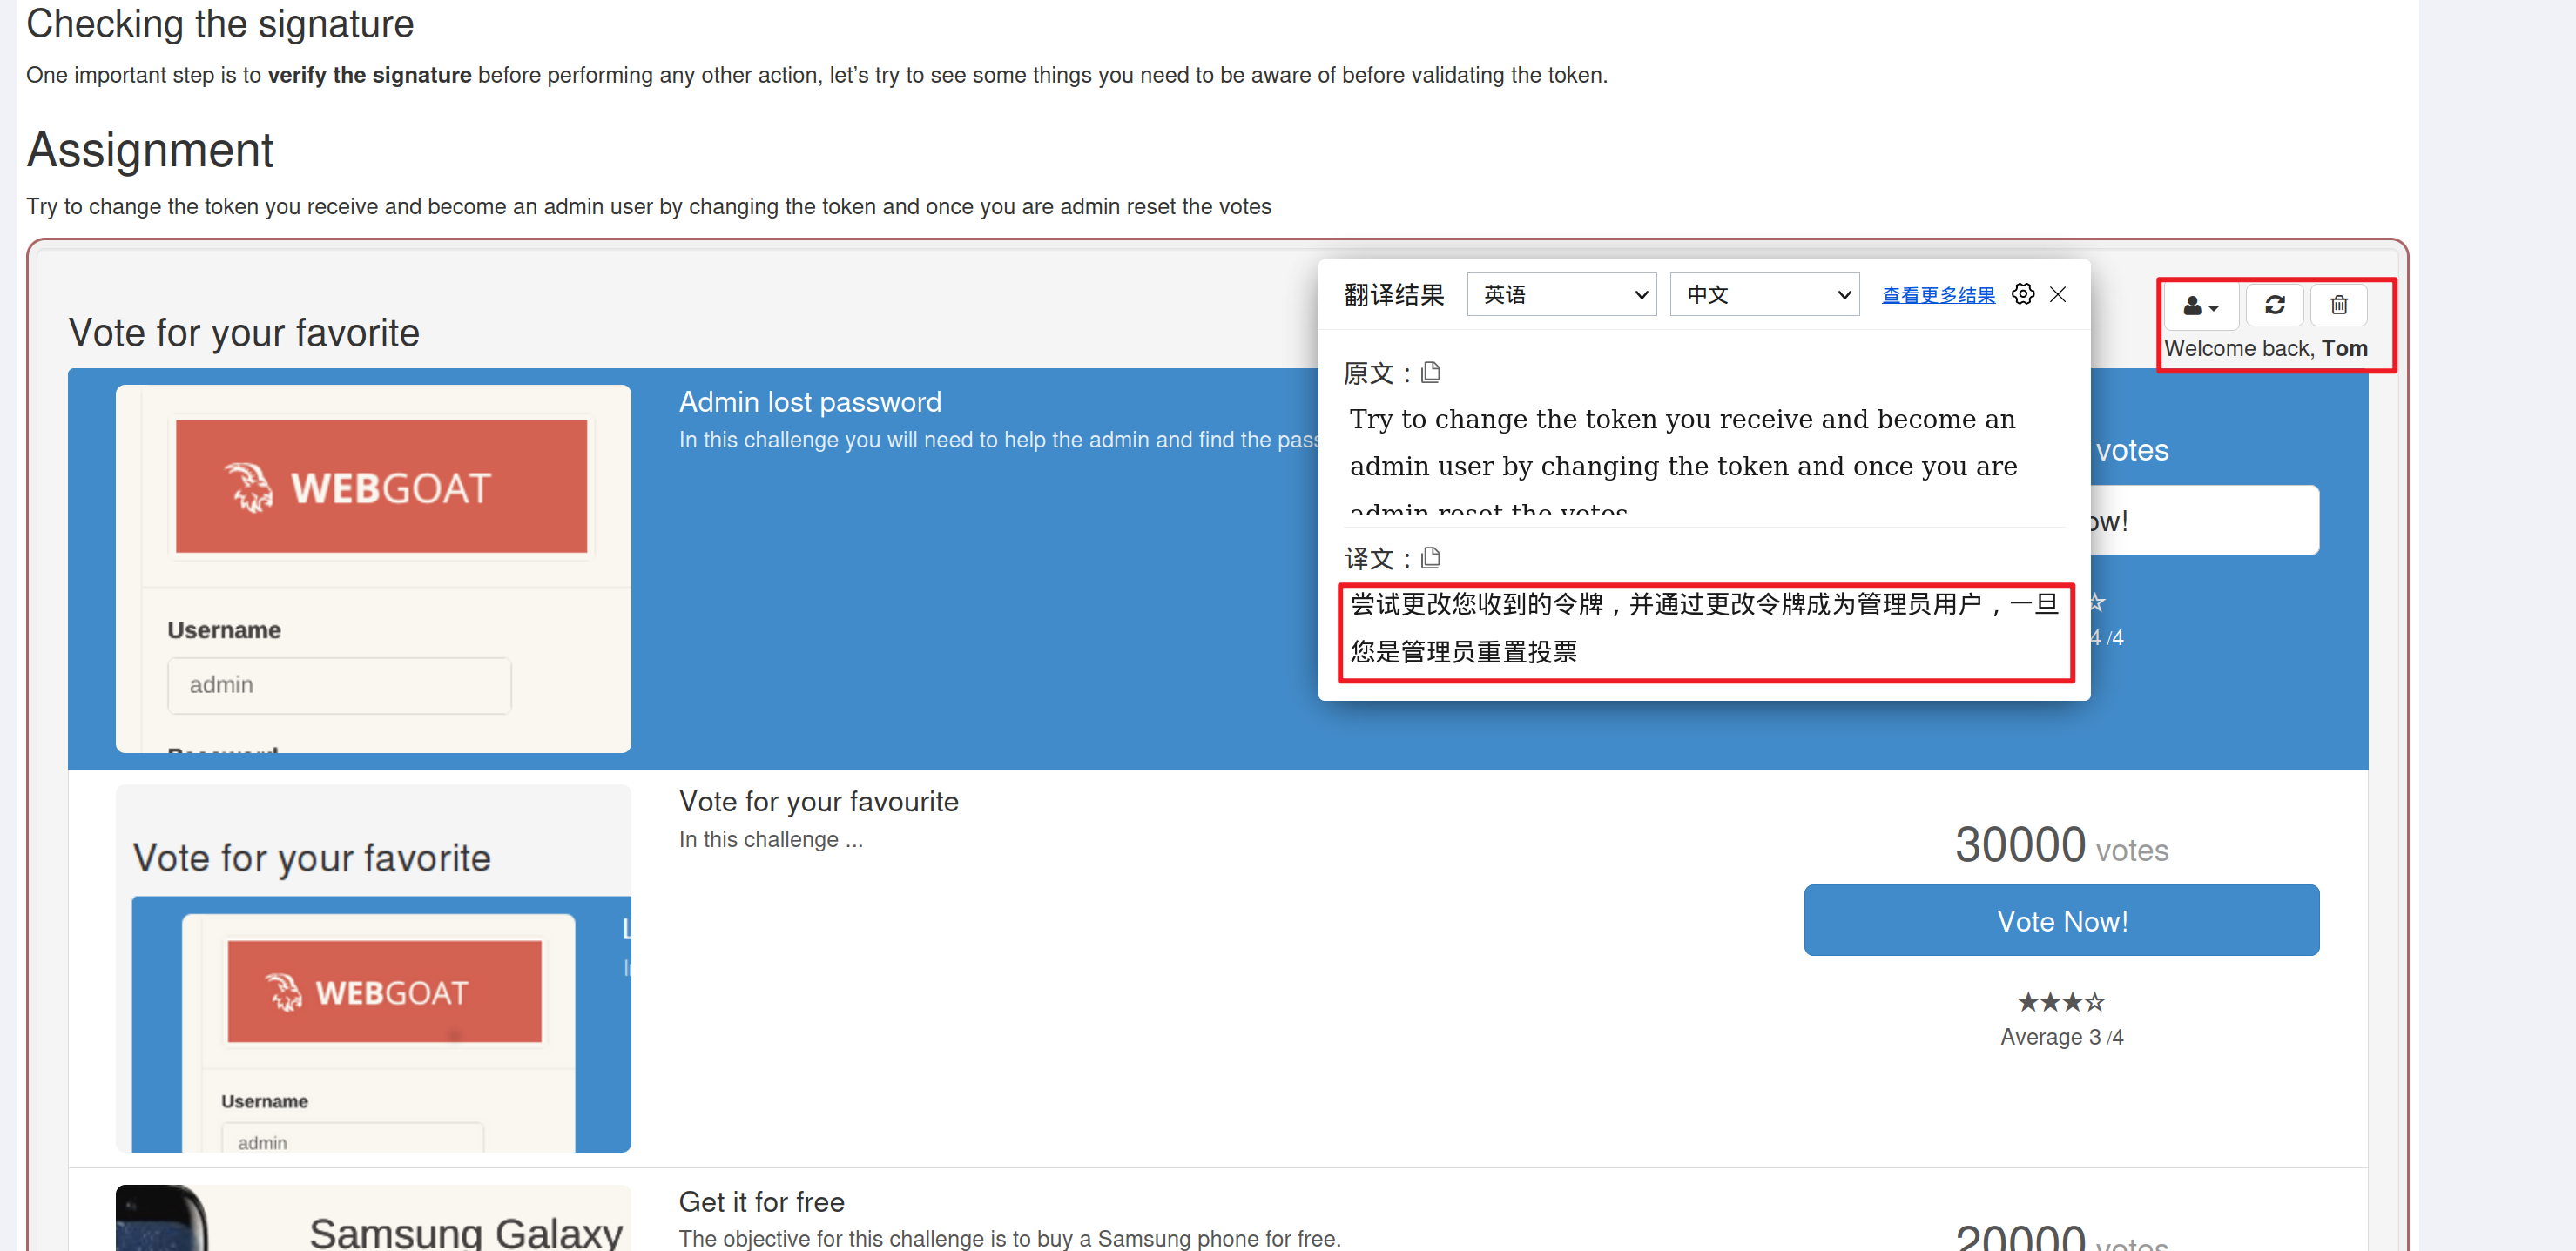 Checking the signature
One important step is to verify the signature before performing any other action, let's try to see some things you need to be aware of before validating the token.
Assignment
Try to change the token you receive and become an admin user by changing the token and once you are admin reset the votes
翻译结果 英语 中文 查看更多结果
Welcome back, Tom
Vote for your favorite
原文：
Try to change the token you receive and become an
admin user by changing the token and once you are
admin reset the votes
译文：
尝试更改您收到的令牌，并通过更改令牌成为管理员用户，一旦
您是管理员重置投票
WEBGOAT
Username
admin
Password
Admin lost password
In this challenge you will need to help the admin and find the pass
votes
ow!
4 /4
Vote for your favorite
WEBGOAT
Username
admin
Vote for your favourite
In this challenge ...
30000 votes
Vote Now!
Average 3 /4
Samsung Galaxy
Get it for free
The objective for this challenge is to buy a Samsung phone for free.
20000 votes